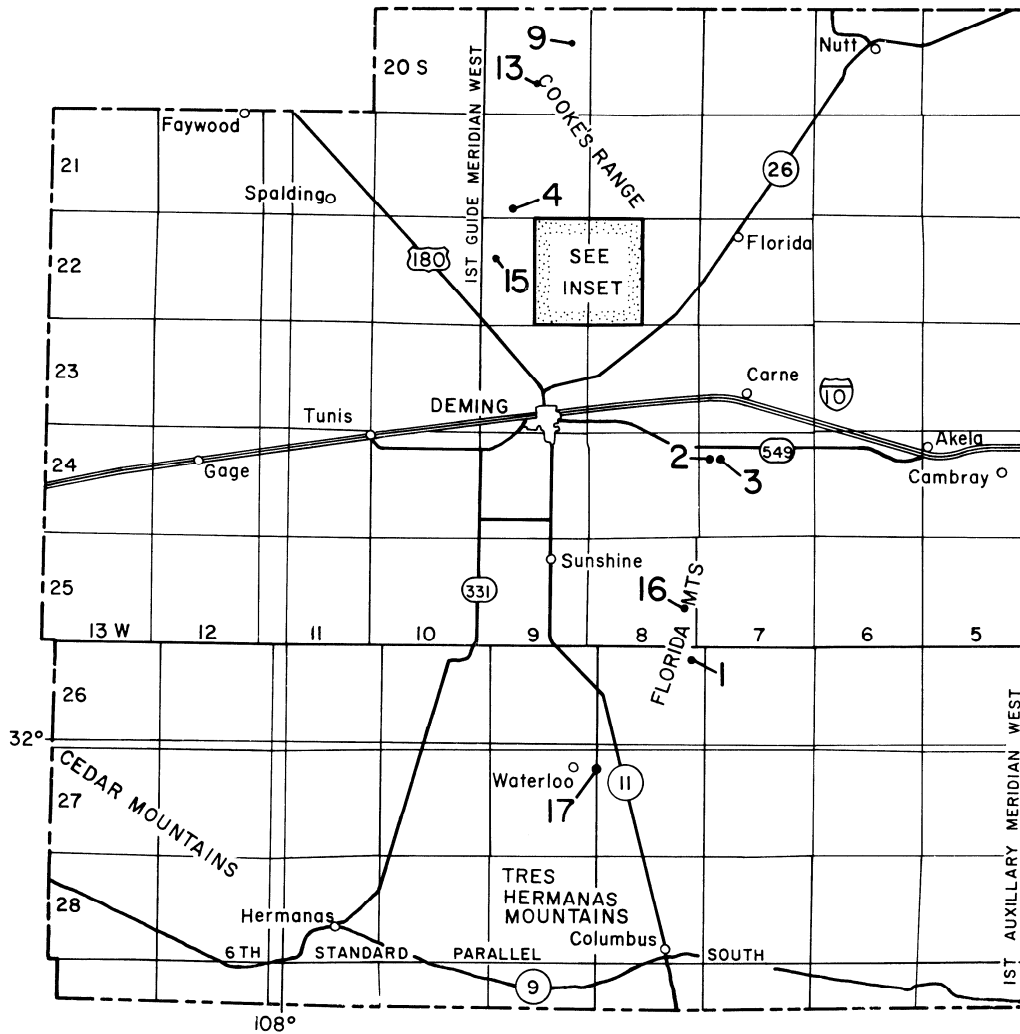 9
Nutt
20 S
13
1ST GUIDE MERIDIAN WEST
COOKE'S RANGE
Faywood
21
26
Spalding
4
Florida
180
22
SEE
INSET
15
23
Carne
10
DEMING
Tunis
Akela
24
Gage
2
3
549
Cambray
Sunshine
25
331
16
FLORIDA MTS
13 W
12
11
10
9
8
7
6
5
1
26
32°
1ST AUXILLARY MERIDIAN WEST
CEDAR MOUNTAINS
Waterloo
11
27
17
TRES
HERMANAS
MOUNTAINS
28
Hermanas
Columbus
6TH STANDARD PARALLEL SOUTH
9
108°